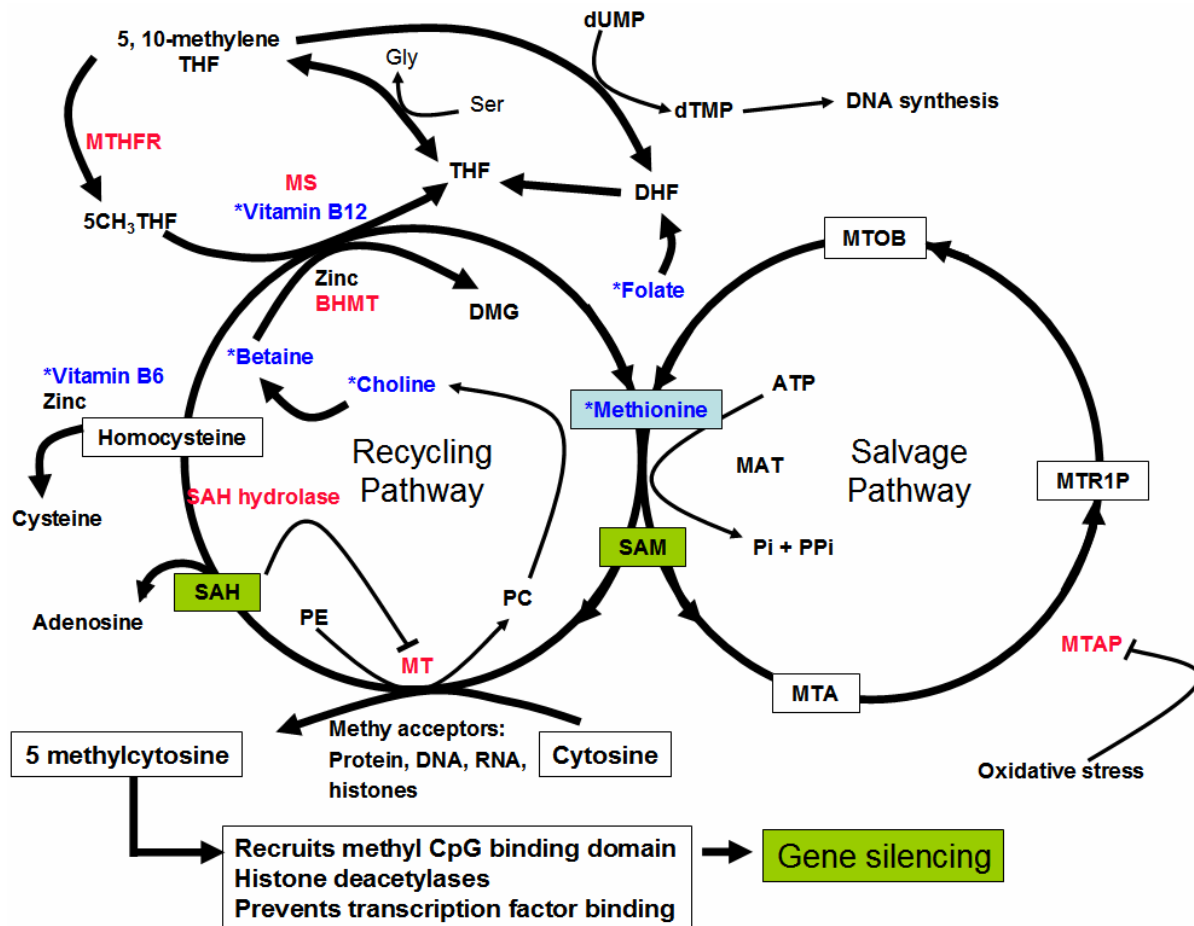 dUMP
5, 10-methylene
THF
Gly
Ser
dTMP
DNA synthesis
MTHFR
THF
MS
*Vitamin B12
DHF
5CH₃THF
MTOB
Zinc
BHMT
DMG
*Folate
*Betaine
*Vitamin B6
Zinc
*Choline
ATP
*Methionine
Homocysteine
Recycling
Pathway
MAT
Salvage
Pathway
MTR1P
SAH hydrolase
Cysteine
SAM
Pi + PPi
SAH
PC
Adenosine
PE
MT
MTAP
MTA
5 methylcytosine
Methy acceptors:
Protein, DNA, RNA,
histones
Cytosine
Oxidative stress
Recruits methyl CpG binding domain
Histone deacetylases
Prevents transcription factor binding
Gene silencing